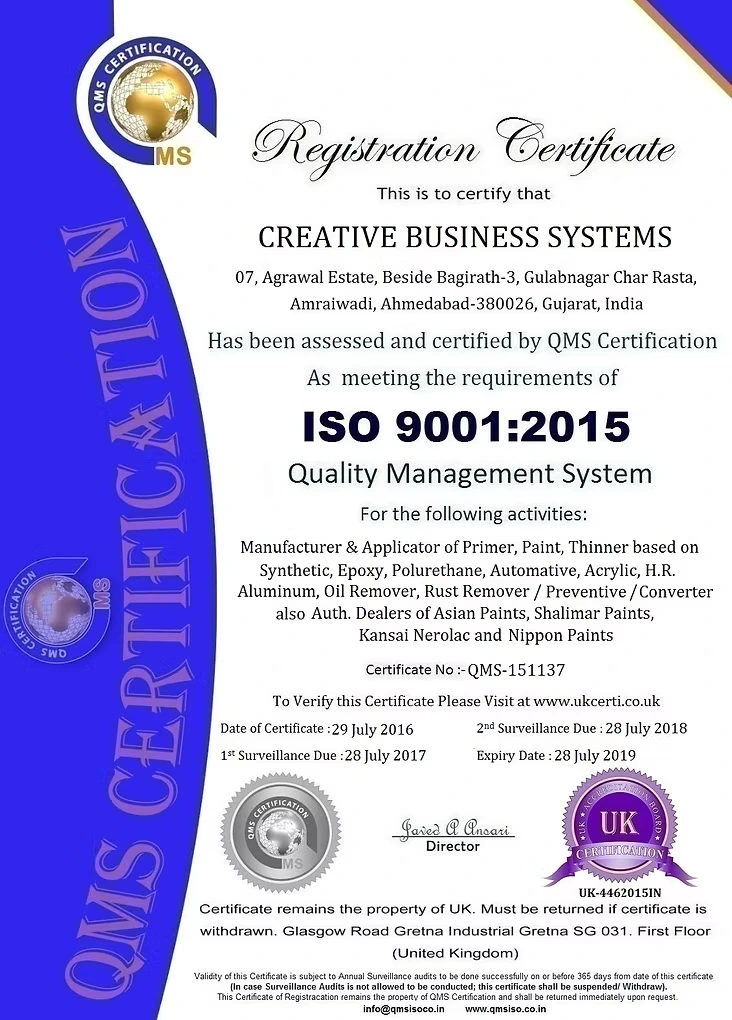 QMS CERTIFICATION
MS
Registration Certificate
This is to certify that
CREATIVE BUSINESS SYSTEMS
07, Agrawal Estate, Beside Bagirath-3, Gulabnagar Char Rasta,
Amraiwadi, Ahmedabad-380026, Gujarat, India
Has been assessed and certified by QMS Certification
As meeting the requirements of
ISO 9001:2015
Quality Management System
For the following activities:
Manufacturer & Applicator of Primer, Paint, Thinner based on
Synthetic, Epoxy, Polurethane, Automative, Acrylic, H.R.
Aluminum, Oil Remover, Rust Remover / Preventive / Converter
also Auth. Dealers of Asian Paints, Shalimar Paints,
Kansai Nerolac and Nippon Paints
Certificate No :- QMS-151137
To Verify this Certificate Please Visit at www.ukcerti.co.uk
Date of Certificate : 29 July 2016 2nd Surveillance Due : 28 July 2018
1st Surveillance Due : 28 July 2017 Expiry Date : 28 July 2019
QMS CERTIFICATION
QMS CERTIFICATION
QMS CERTIFICATION
MS
QMS CERTIFICATION
MS
Javed A Ansari
Director
UK ACCREDITATION BOARD
UK
CERTIFICATION
UK-4462015IN
Certificate remains the property of UK. Must be returned if certificate is
withdrawn. Glasgow Road Gretna Industrial Gretna SG 031. First Floor
(United Kingdom)
Validity of this Certificate is subject to Annual Surveillance audits to be done successfully on or before 365 days from date of this certificate
(In case Surveillance Audits is not allowed to be conducted; this certificate shall be suspended/ Withdraw).
This Certificate of Registracation remains the property of QMS Certification and shall be returned immediately upon request.
info@qmsisoco.in www.qmsiso.co.in